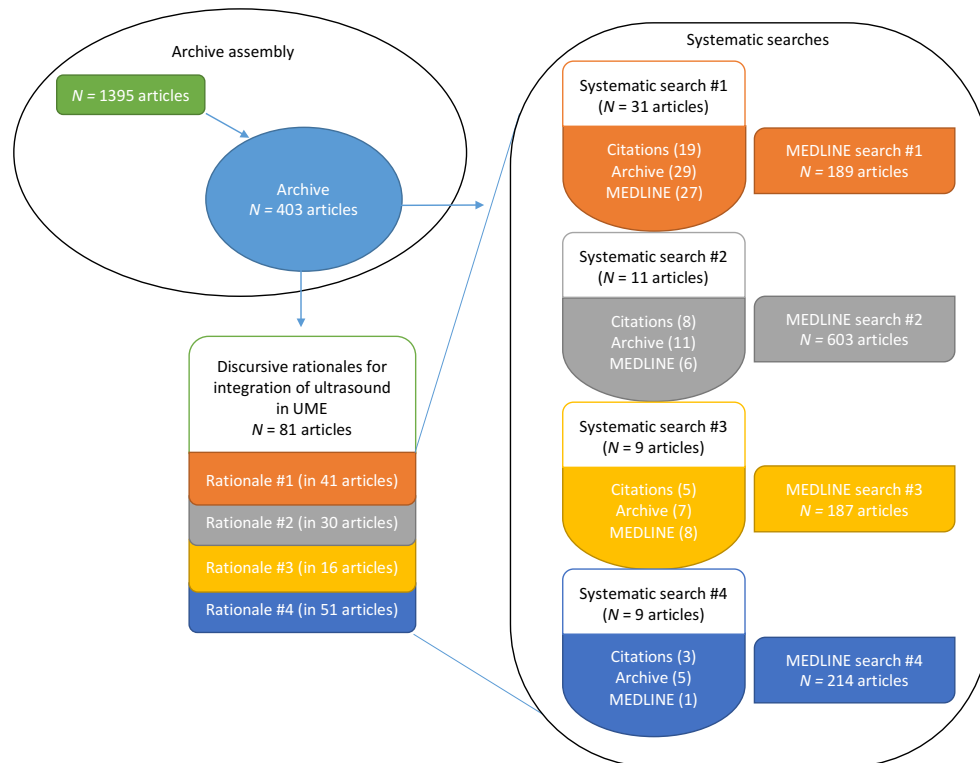 Archive assembly
N = 1395 articles
Archive
N = 403 articles
Discursive rationales for
integration of ultrasound
in UME
N = 81 articles
Rationale #1 (in 41 articles)
Rationale #2 (in 30 articles)
Rationale #3 (in 16 articles)
Rationale #4 (in 51 articles)
Systematic searches
Systematic search #1
(N = 31 articles)
Citations (19)
Archive (29)
MEDLINE (27)
MEDLINE search #1
N = 189 articles
Systematic search #2
(N = 11 articles)
Citations (8)
Archive (11)
MEDLINE (6)
MEDLINE search #2
N = 603 articles
Systematic search #3
(N = 9 articles)
Citations (5)
Archive (7)
MEDLINE (8)
MEDLINE search #3
N = 187 articles
Systematic search #4
(N = 9 articles)
Citations (3)
Archive (5)
MEDLINE (1)
MEDLINE search #4
N = 214 articles